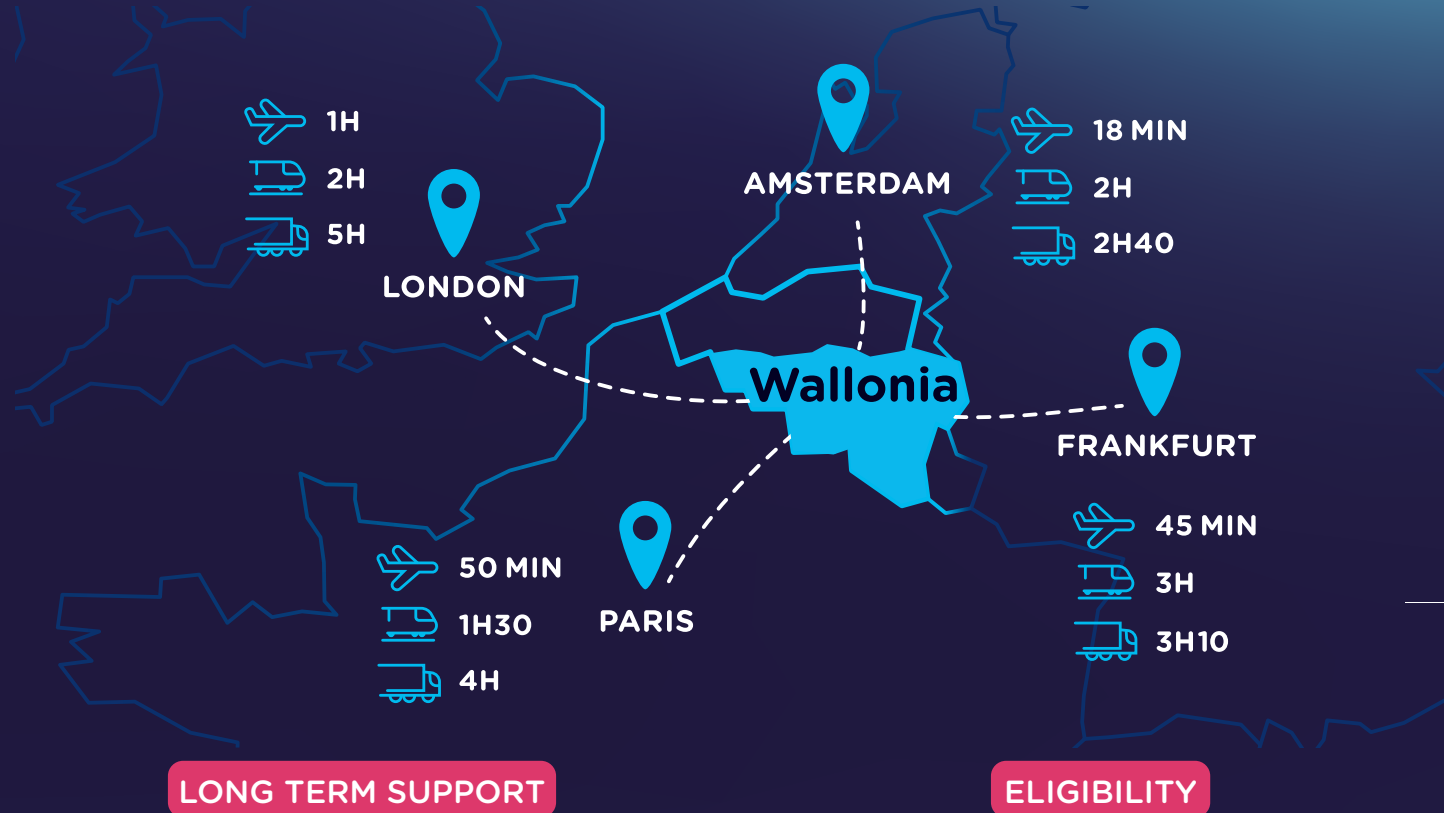 1H
2H
5H
LONDON
AMSTERDAM
18 MIN
2H
2H40
Wallonia
FRANKFURT
45 MIN
3H
3H10
50 MIN
1H30
4H
PARIS
LONG TERM SUPPORT
ELIGIBILITY